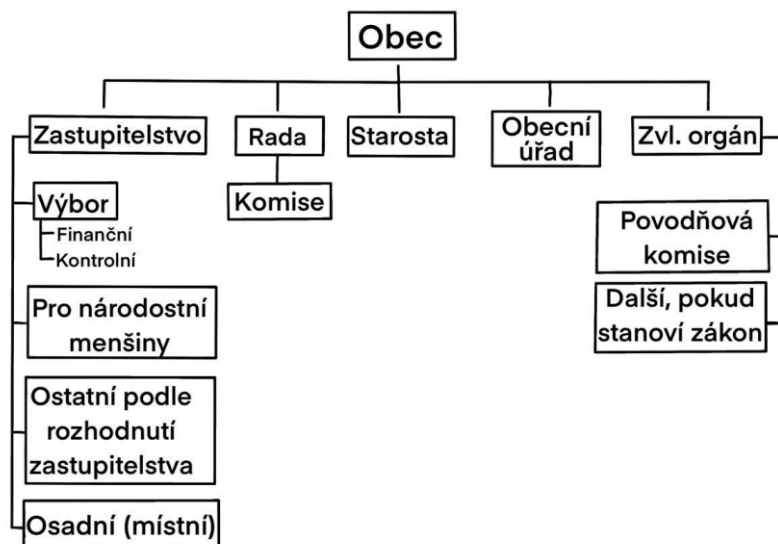 Obec
Zastupitelstvo
Rada
Starosta
Obecní
úřad
Zvl. orgán
Výbor
Finanční
Kontrolní
Komise
Povodňová
komise
Pro národostní
menšiny
Další, pokud
stanoví zákon
Ostatní podle
rozhodnutí
zastupitelstva
Osadní (místní)